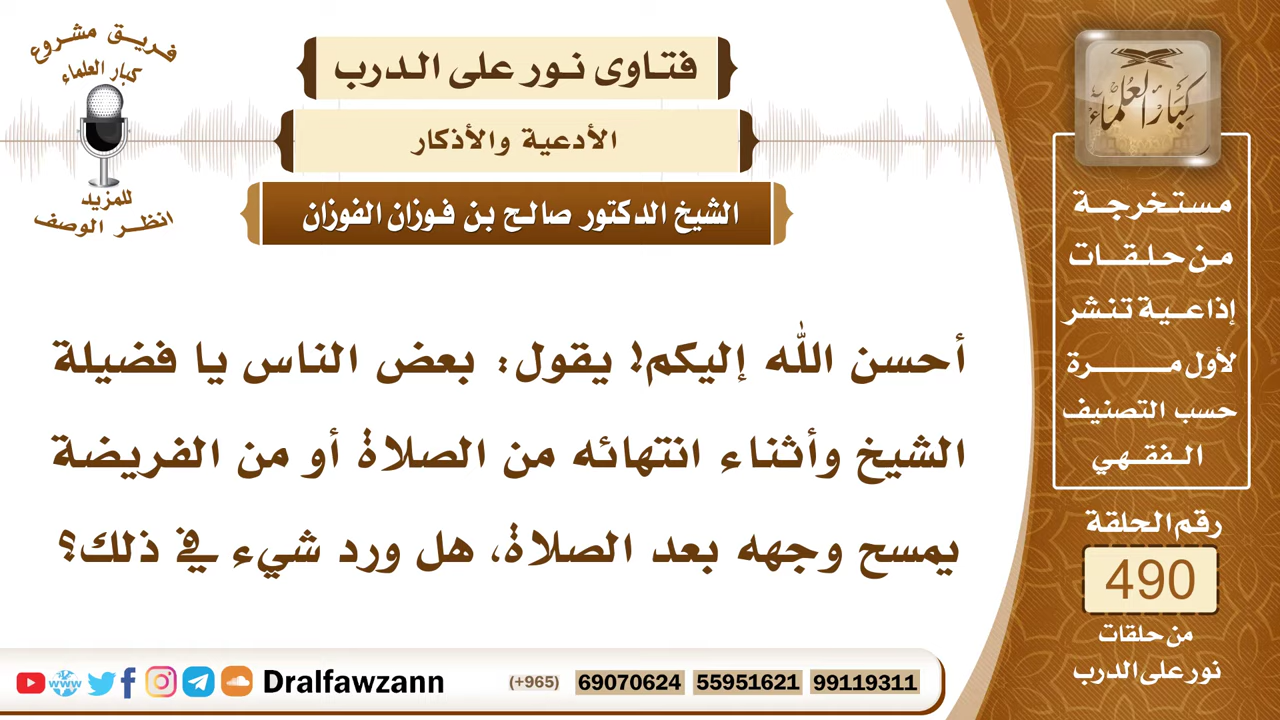 فريق مشروع
كبار العلماء
للمزيد
انظر الوصف
فتاوى نور على الدرب
الأدعية والأذكار
الشيخ الدكتور صالح بن فوزان الفوزان
أحسن الله إليكم! يقول: بعض الناس يا فضيلة
الشيخ وأثناء انتهائه من الصلاة أو من الفريضة
يمسح وجهه بعد الصلاة، هل ورد شيء في ذلك؟
كبار العلماء
مستخرجة
من حلقات
إذاعية تنشر
لأول مرة
حسب التصنيف
الفقهي
رقم الحلقة
490
من حلقات
نور على الدرب
www
Dralfawzann
(+965) 69070624 55951621 99119311